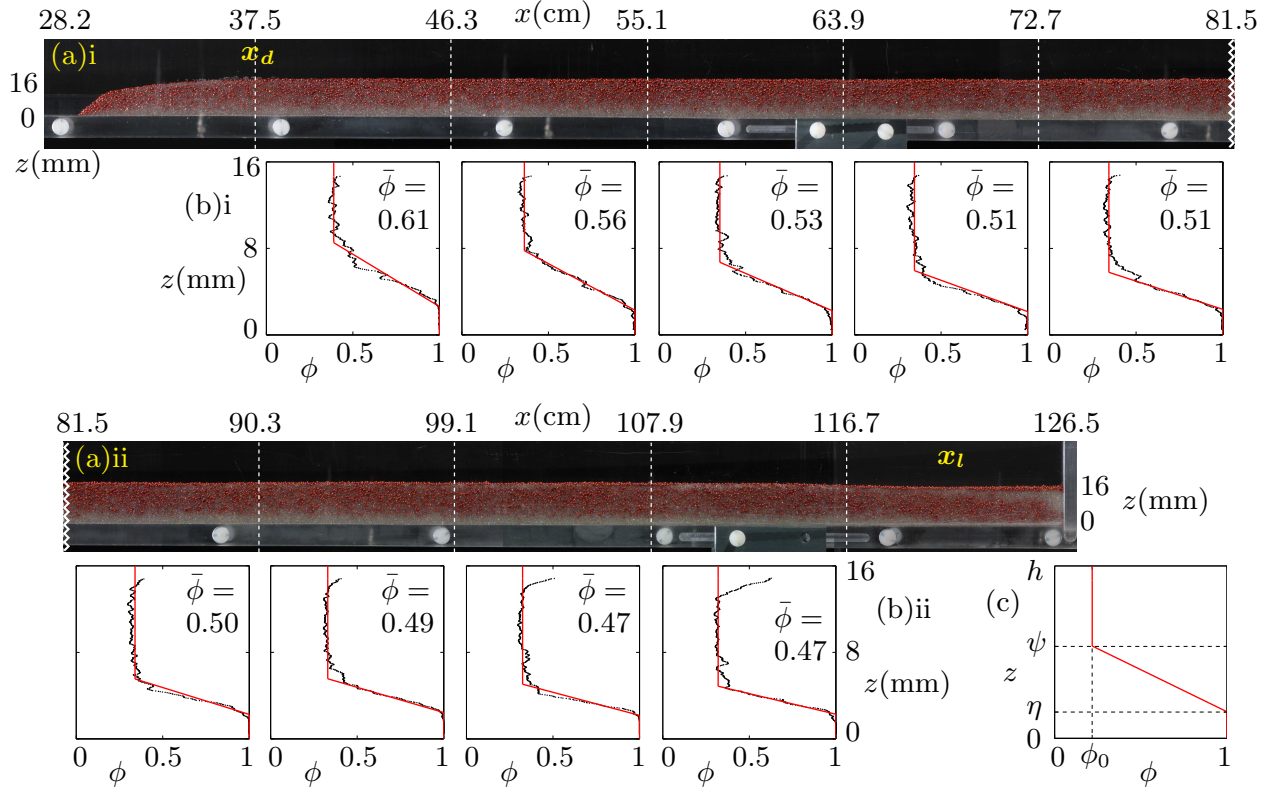 28.2 37.5 46.3 x(cm) 55.1 63.9 72.7 81.5
(a)i x_d
16
0
z(mm)
16 ϕ̄ = ϕ̄ = ϕ̄ = ϕ̄ = ϕ̄ =
(b)i 0.61 0.56 0.53 0.51 0.51
8
z(mm)
0
0 ϕ 0.5 1 0 ϕ 0.5 1 0 ϕ 0.5 1 0 ϕ 0.5 1 0 ϕ 0.5 1
81.5 90.3 99.1 x(cm) 107.9 116.7 126.5
(a)ii x_l
16 z(mm)
0
ϕ̄ = ϕ̄ = ϕ̄ = ϕ̄ = 16 h
0.50 0.49 0.47 0.47 (b)ii (c)
8 ψ
z(mm) z
η
0 0
0 ϕ 0.5 1 0 ϕ 0.5 1 0 ϕ 0.5 1 0 ϕ 0.5 1 0 ϕ_0 ϕ 1